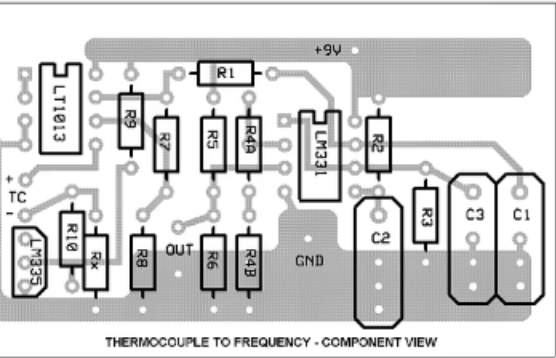 +9V
R1
LT1013
R9
R7
R5
R4A
LM331
R2
+
TC
-
LM335
R10
Rx
R8
OUT
R6
R4B
GND
C2
R3
C3
C1
THERMOCOUPLE TO FREQUENCY - COMPONENT VIEW